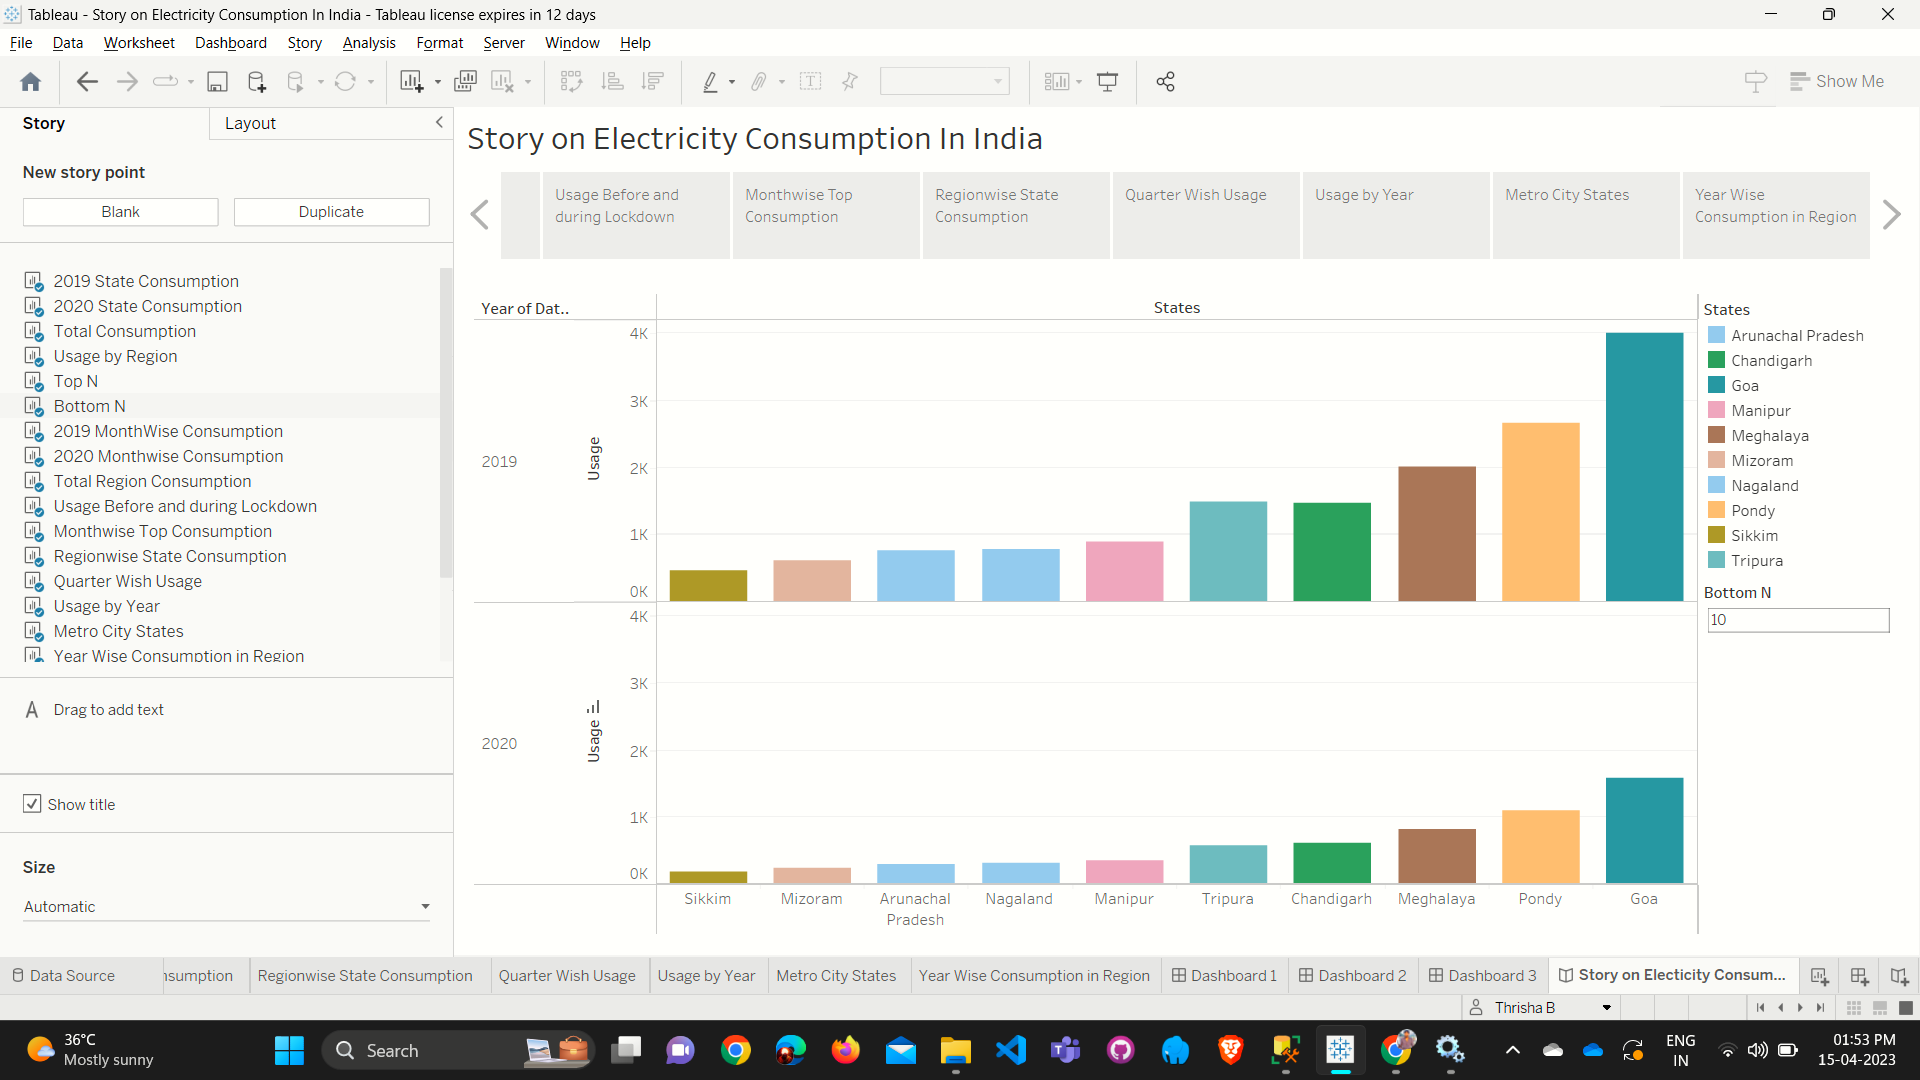 Tableau - Story on Electricity Consumption In India - Tableau license expires in 12 days
File Data Worksheet Dashboard Story Analysis Format Server Window Help
Show Me
Story Layout
New story point
Blank Duplicate
2019 State Consumption
2020 State Consumption
Total Consumption
Usage by Region
Top N
Bottom N
2019 MonthWise Consumption
2020 Monthwise Consumption
Total Region Consumption
Usage Before and during Lockdown
Monthwise Top Consumption
Regionwise State Consumption
Quarter Wish Usage
Usage by Year
Metro City States
Year Wise Consumption in Region
Drag to add text
Show title
Size
Automatic
Story on Electricity Consumption In India
Usage Before and
during Lockdown
Monthwise Top
Consumption
Regionwise State
Consumption
Quarter Wish Usage
Usage by Year
Metro City States
Year Wise
Consumption in Region
Year of Dat..
States
2019
Usage
4K
3K
2K
1K
0K
2020
Usage
4K
3K
2K
1K
0K
Sikkim
Mizoram
Arunachal
Pradesh
Nagaland
Manipur
Tripura
Chandigarh
Meghalaya
Pondy
Goa
States
Arunachal Pradesh
Chandigarh
Goa
Manipur
Meghalaya
Mizoram
Nagaland
Pondy
Sikkim
Tripura
Bottom N
10
Data Source nsumption Regionwise State Consumption Quarter Wish Usage Usage by Year Metro City States Year Wise Consumption in Region Dashboard 1 Dashboard 2 Dashboard 3 Story on Electicity Consum...
Thrisha B
36°C
Mostly sunny
Search
ENG
IN
01:53 PM
15-04-2023